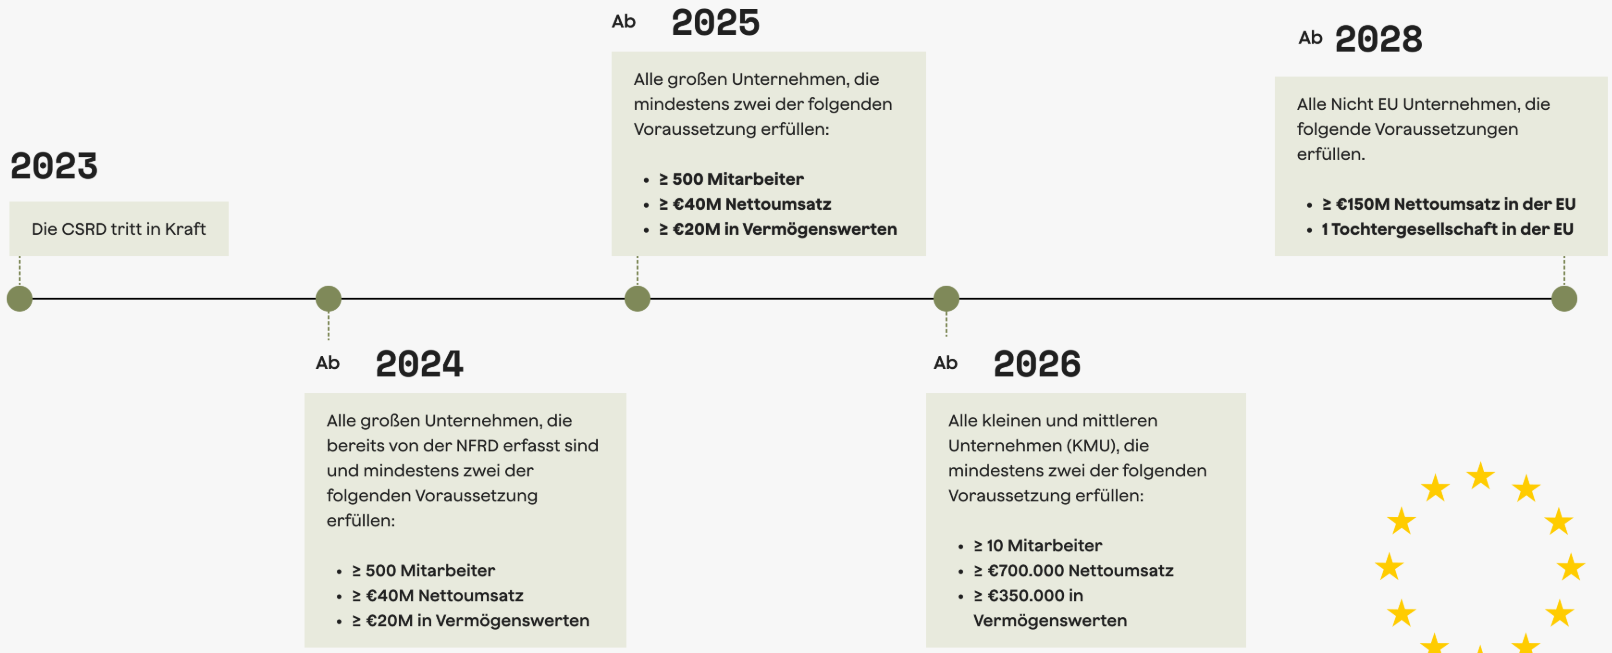 2023
Die CSRD tritt in Kraft
Ab 2024
Alle großen Unternehmen, die
bereits von der NFRD erfasst sind
und mindestens zwei der
folgenden Voraussetzung
erfüllen:
• ≥ 500 Mitarbeiter
• ≥ €40M Nettoumsatz
• ≥ €20M in Vermögenswerten
Ab 2025
Alle großen Unternehmen, die
mindestens zwei der folgenden
Voraussetzung erfüllen:
• ≥ 500 Mitarbeiter
• ≥ €40M Nettoumsatz
• ≥ €20M in Vermögenswerten
Ab 2026
Alle kleinen und mittleren
Unternehmen (KMU), die
mindestens zwei der folgenden
Voraussetzung erfüllen:
• ≥ 10 Mitarbeiter
• ≥ €700.000 Nettoumsatz
• ≥ €350.000 in
Vermögenswerten
Ab 2028
Alle Nicht EU Unternehmen, die
folgende Voraussetzungen
erfüllen.
• ≥ €150M Nettoumsatz in der EU
• 1 Tochtergesellschaft in der EU